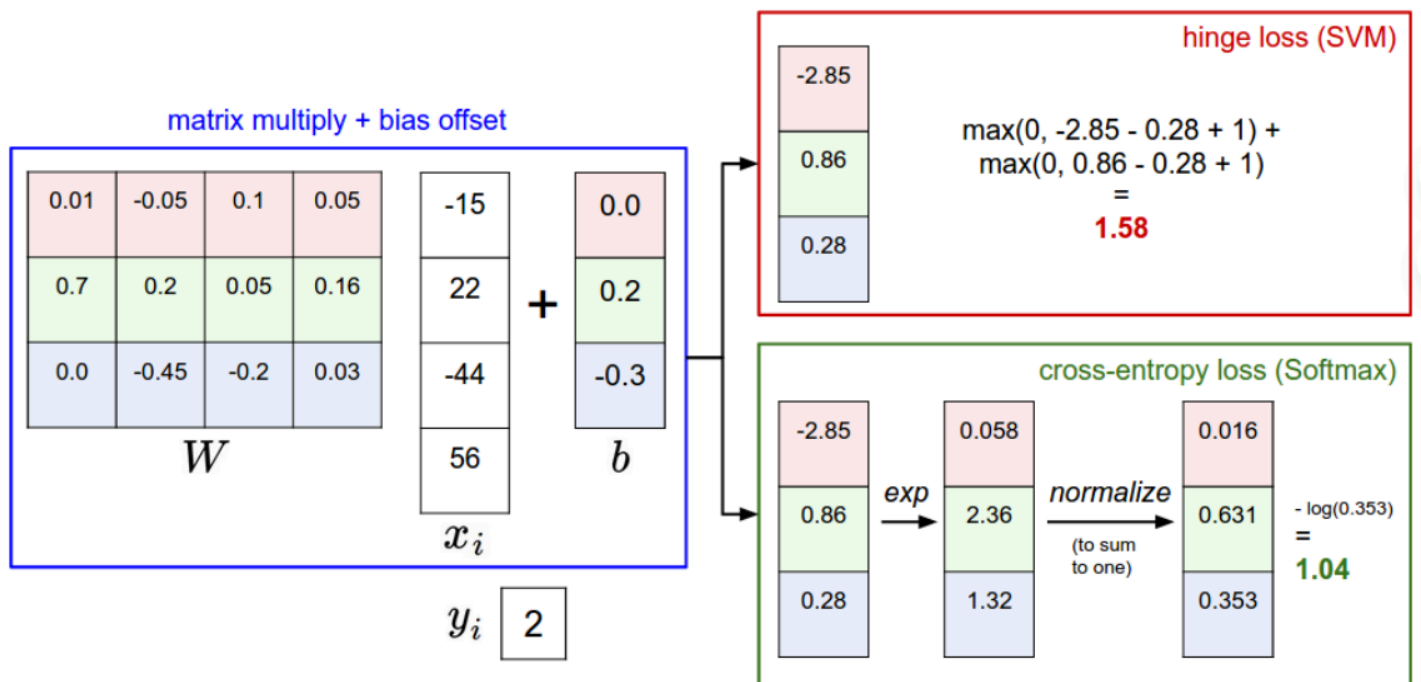 matrix multiply + bias offset
0.01 -0.05 0.1 0.05
0.7 0.2 0.05 0.16
0.0 -0.45 -0.2 0.03
W
-15
22
-44
56
x_i
+
0.0
0.2
-0.3
b
y_i 2
hinge loss (SVM)
-2.85
0.86
0.28
max(0, -2.85 - 0.28 + 1) +
max(0, 0.86 - 0.28 + 1)
=
1.58
cross-entropy loss (Softmax)
-2.85
0.86
0.28
exp
0.058
2.36
1.32
normalize
(to sum
to one)
0.016
0.631
0.353
- log(0.353)
=
1.04